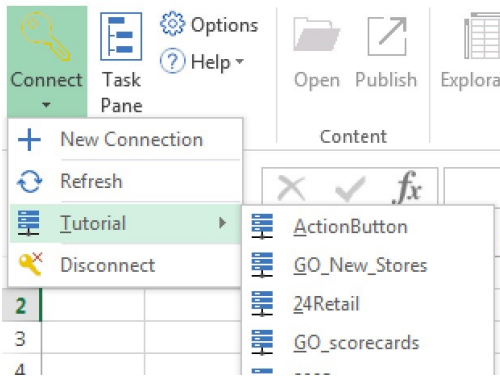 Connect
Task Pane
Options
? Help
Open
Publish
Content
New Connection
Refresh
Tutorial
Disconnect
fx
ActionButton
GO_New_Stores
24Retail
GO_scorecards
2
3
4